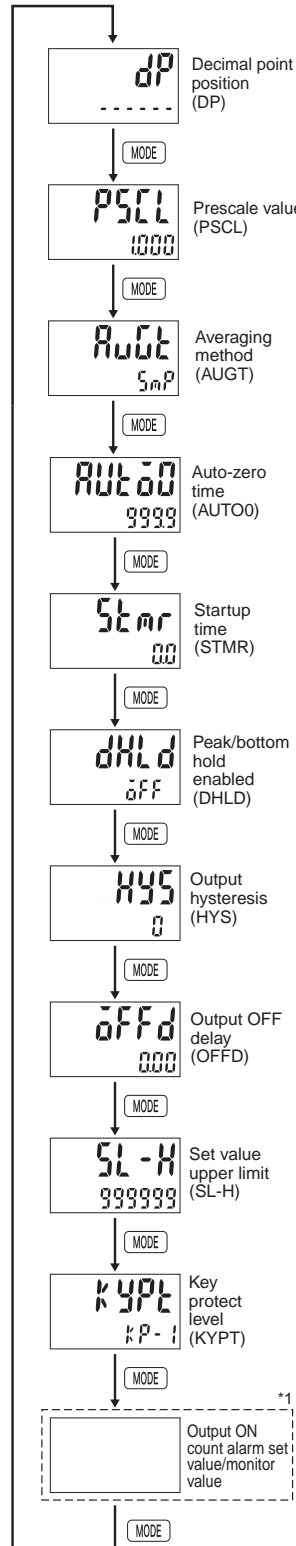 dP
Decimal point
position
(DP)
------
MODE
PSCL
1.000
Prescale value
(PSCL)
MODE
AvGt
SmP
Averaging
method
(AUGT)
MODE
AUto0
999.9
Auto-zero
time
(AUTO0)
MODE
Stmr
0.0
Startup
time
(STMR)
MODE
dHLd
oFF
Peak/bottom
hold
enabled
(DHLD)
MODE
HYS
0
Output
hysteresis
(HYS)
MODE
oFFd
0.00
Output OFF
delay
(OFFD)
MODE
SL-H
999999
Set value
upper limit
(SL-H)
MODE
KYPt
KP-1
Key
protect
level
(KYPT)
MODE
*1
Output ON
count alarm set
value/monitor
value
MODE